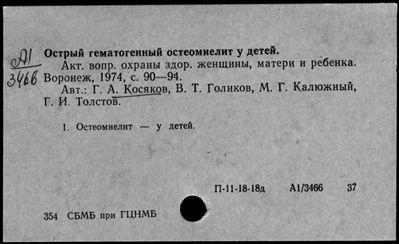 А1
3466
Острый гематогенный остеомиелит у детей.
Акт. вопр. охраны здор. женщины, матери и ребенка.
Воронеж, 1974, с. 90—94.
Авт.: Г. А. Косяков, В. Т. Голиков, М. Г. Калюжный,
Г. И. Толстов.
1. Остеомиелит — у детей.
П-11-18-18д А1/3466 37
354 СБМБ при ГЦНМБ